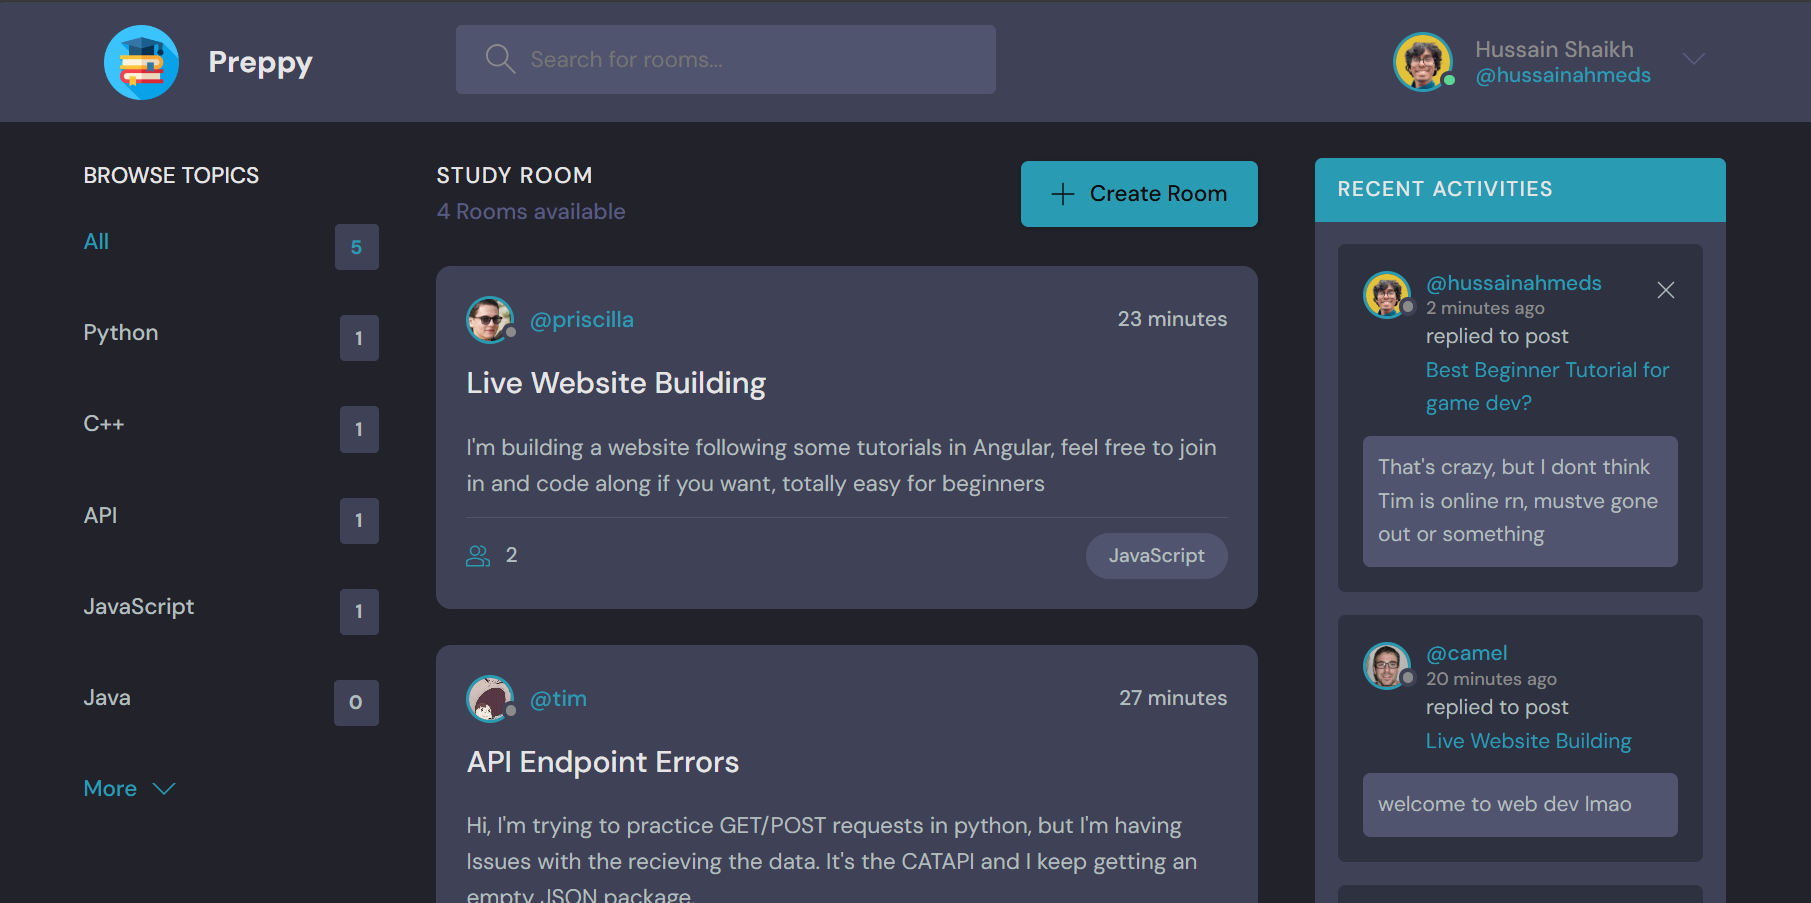 Preppy
Search for rooms...
Hussain Shaikh
@hussainahmeds
BROWSE TOPICS
All 5
Python 1
C++ 1
API 1
JavaScript 1
Java 0
More
STUDY ROOM
4 Rooms available
Create Room
@priscilla 23 minutes
Live Website Building
I'm building a website following some tutorials in Angular, feel free to join
in and code along if you want, totally easy for beginners
2 JavaScript
@tim 27 minutes
API Endpoint Errors
Hi, I'm trying to practice GET/POST requests in python, but I'm having
Issues with the recieving the data. It's the CATAPI and I keep getting an
empty JSON package.
RECENT ACTIVITIES
@hussainahmeds
2 minutes ago
replied to post
Best Beginner Tutorial for
game dev?
That's crazy, but I dont think
Tim is online rn, mustve gone
out or something
@camel
20 minutes ago
replied to post
Live Website Building
welcome to web dev lmao